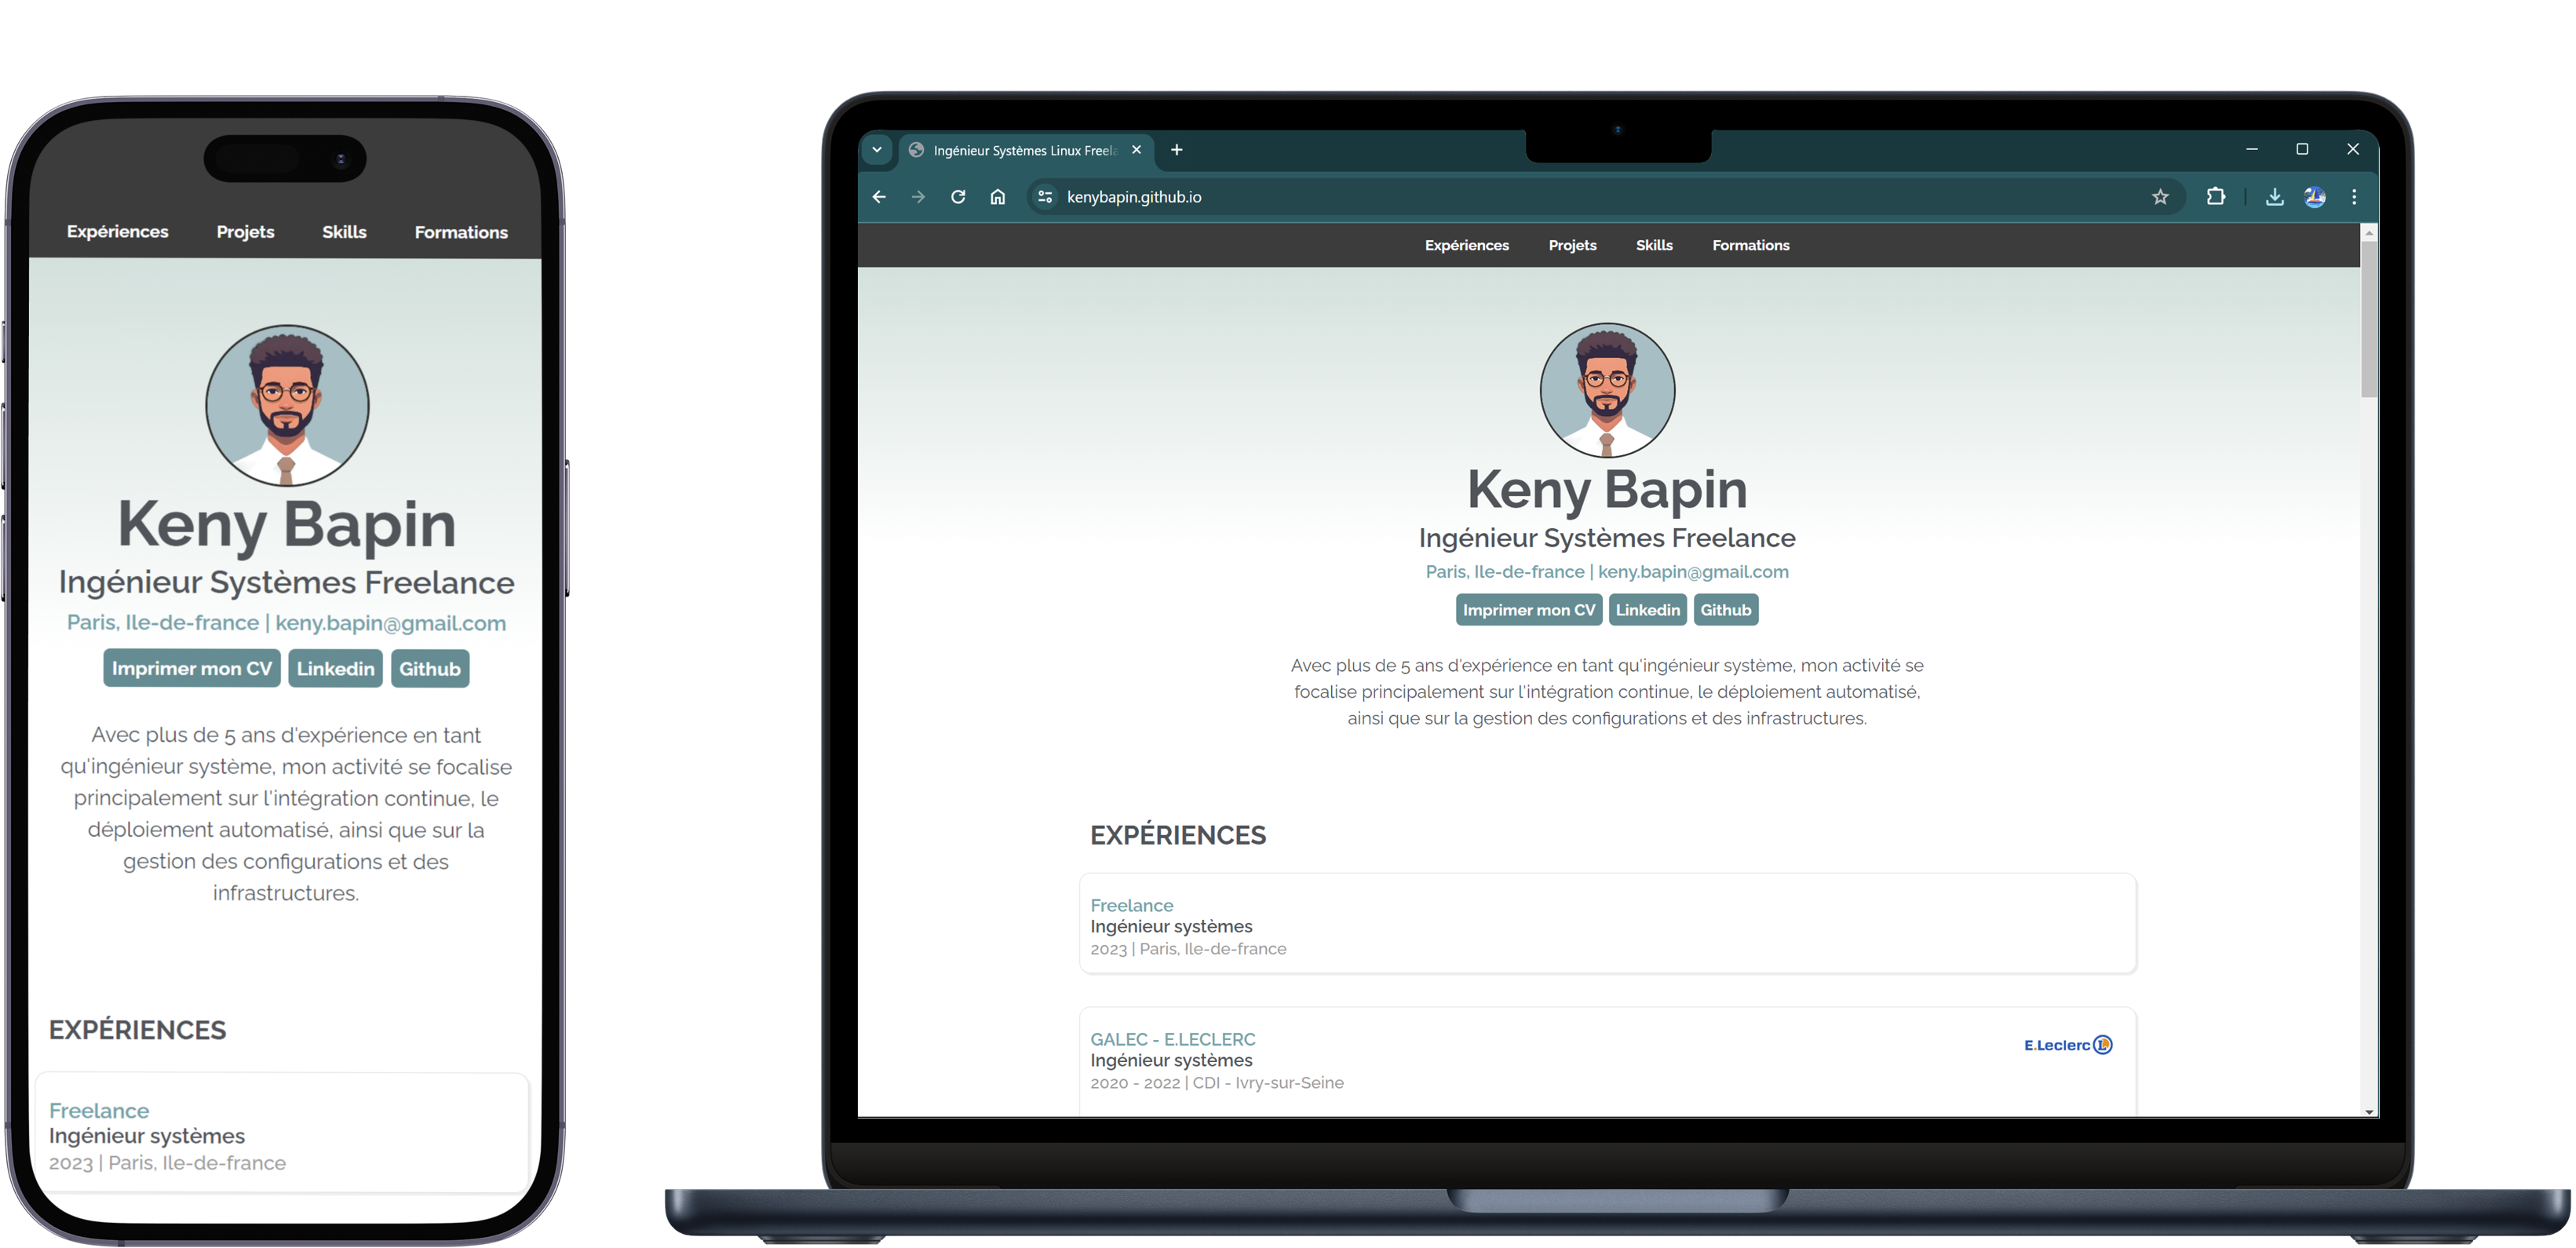 Expériences Projets Skills Formations
Keny Bapin
Ingénieur Systèmes Freelance
Paris, Ile-de-france | keny.bapin@gmail.com
Imprimer mon CV Linkedin Github
Avec plus de 5 ans d'expérience en tant
qu'ingénieur système, mon activité se focalise
principalement sur l'intégration continue, le
déploiement automatisé, ainsi que sur la
gestion des configurations et des
infrastructures.
EXPÉRIENCES
Freelance
Ingénieur systèmes
2023 | Paris, Ile-de-france
Ingénieur Systèmes Linux Freela
kenybapin.github.io
Expériences Projets Skills Formations
Keny Bapin
Ingénieur Systèmes Freelance
Paris, Ile-de-france | keny.bapin@gmail.com
Imprimer mon CV Linkedin Github
Avec plus de 5 ans d'expérience en tant qu'ingénieur système, mon activité se
focalise principalement sur l'intégration continue, le déploiement automatisé,
ainsi que sur la gestion des configurations et des infrastructures.
EXPÉRIENCES
Freelance
Ingénieur systèmes
2023 | Paris, Ile-de-france
GALEC - E.LECLERC
E.Leclerc L
Ingénieur systèmes
2020 - 2022 | CDI - Ivry-sur-Seine